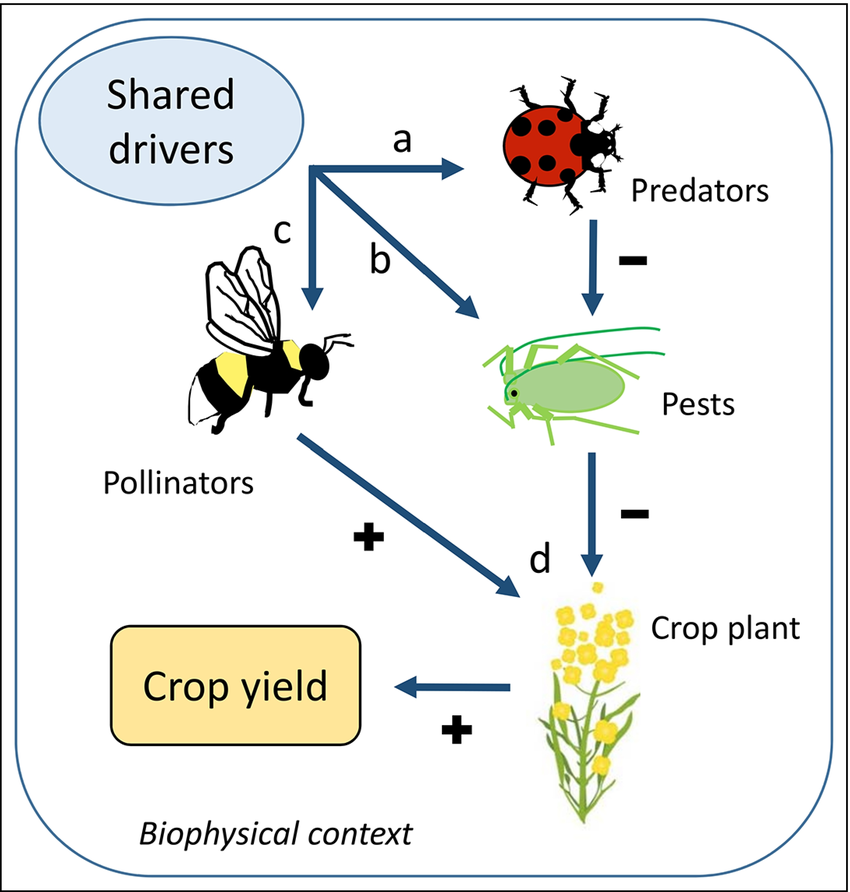 Shared
drivers
a
Predators
c
b
−
Pests
Pollinators
−
+
d
Crop plant
Crop yield
+
Biophysical context